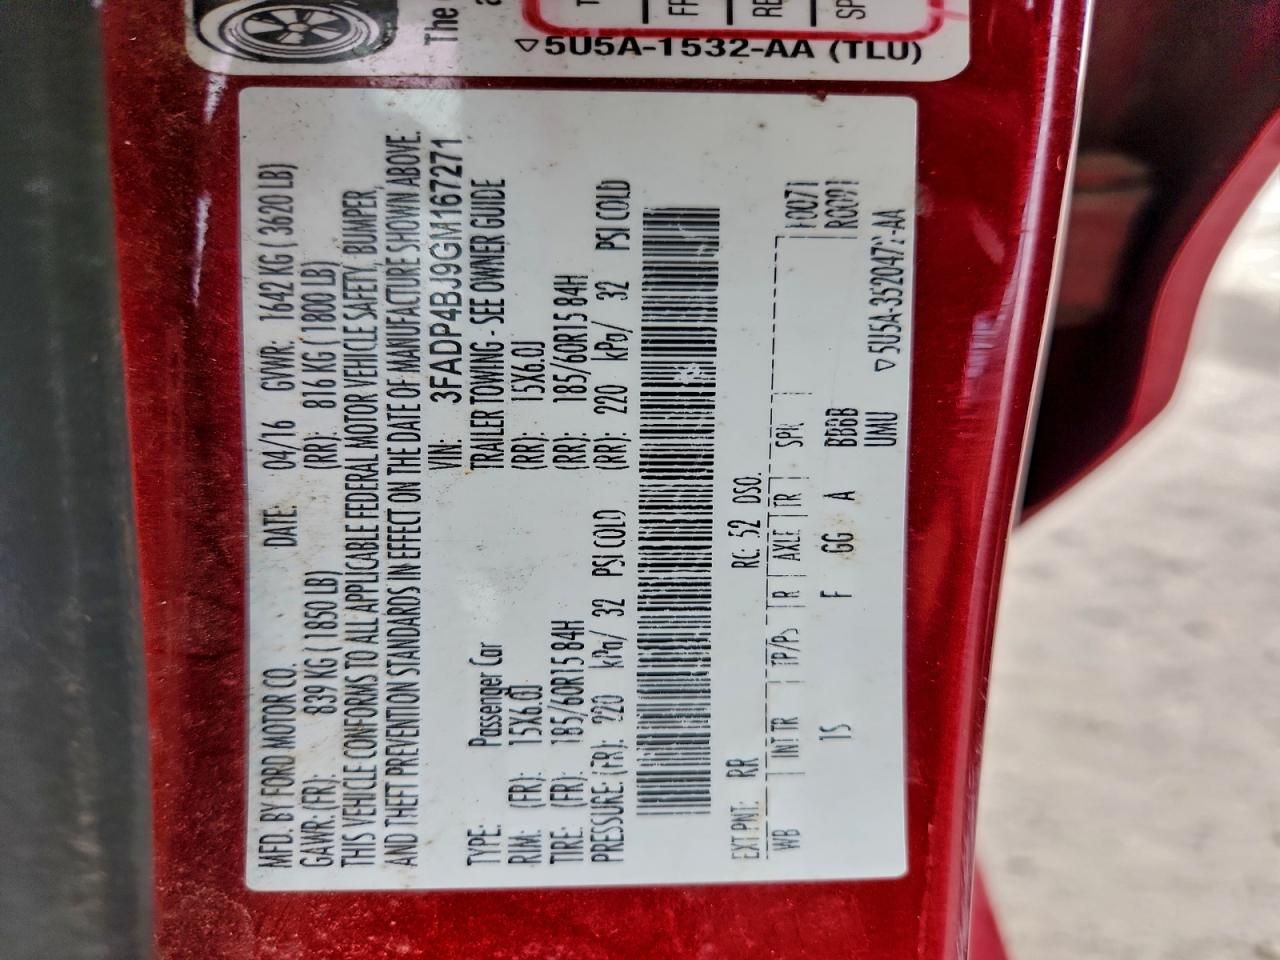 The
5U5A-1532-AA (TLU)
MFD. BY FORD MOTOR CO. DATE: 04/16 GVWR: 1642 KG ( 3620 LB)
GAWR: (FR): 839 KG ( 1850 LB) (RR): 816 KG ( 1800 LB)
THIS VEHICLE CONFORMS TO ALL APPLICABLE FEDERAL MOTOR VEHICLE SAFETY, BUMPER,
AND THEFT PREVENTION STANDARDS IN EFFECT ON THE DATE OF MANUFACTURE SHOWN ABOVE.
VIN: 3FADP4BJ9GM167271
TYPE: Passenger Car TRAILER TOWING - SEE OWNER GUIDE
RIM: (FR): 15X6.0J (RR): 15X6.0J
TIRE: (FR): 185/60R15 84H (RR): 185/60R15 84H
PRESSURE: (FR): 220 kPa/ 32 PSI COLD (RR): 220 kPa/ 32 PSI COLD
EXT PNT: RR RC: 52 DSO:
WB INT TR TP/PS R AXLE TR SPR
TS F GG A BBBB
UMU
5U5A-3520472-AA